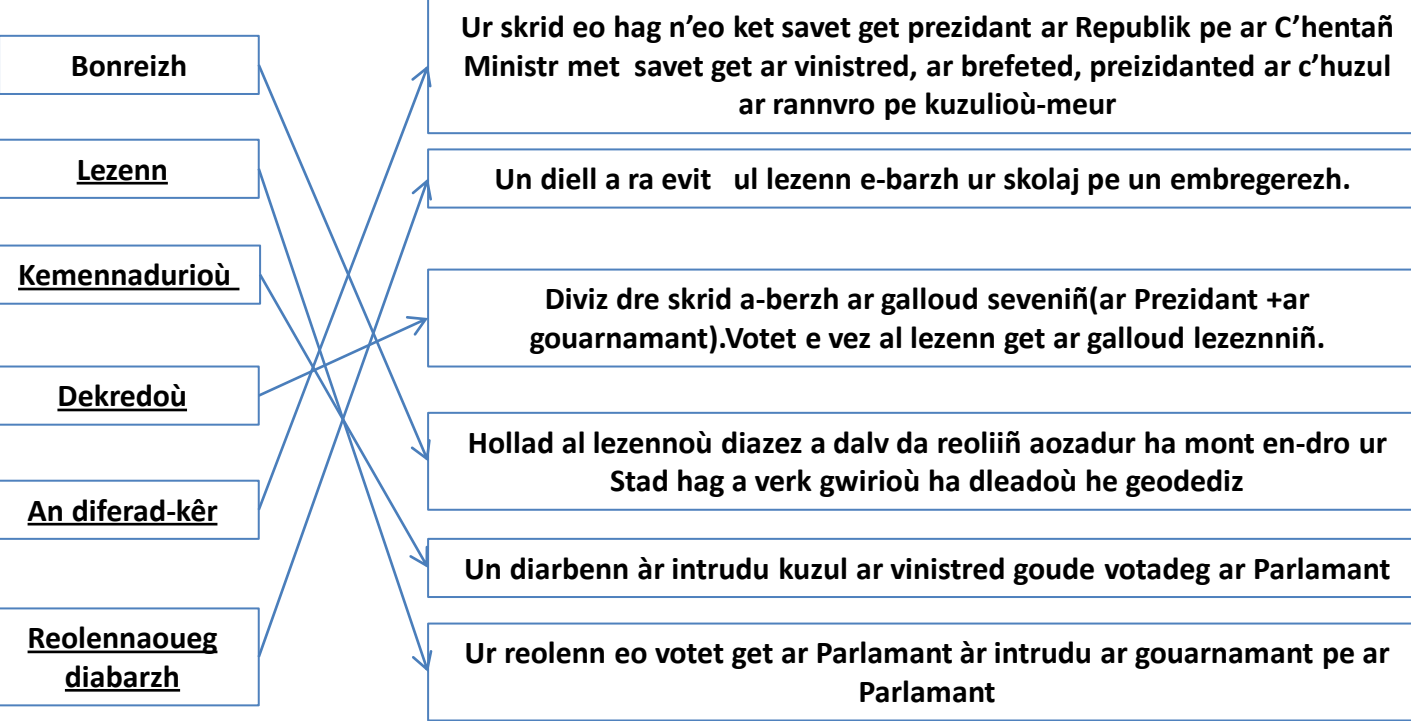 Bonreizh
Lezenn
Kemennadurioù
Dekredoù
An diferad-kêr
Reolennaoueg
diabarzh
Ur skrid eo hag n’eo ket savet get prezidant ar Republik pe ar C’hentañ
Ministr met savet get ar vinistred, ar brefeted, preizidanted ar c’huzul
ar rannvro pe kuzulioù-meur
Un diell a ra evit ul lezenn e-barzh ur skolaj pe un embregerezh.
Diviz dre skrid a-berzh ar galloud seveniñ(ar Prezidant +ar
gouarnamant).Votet e vez al lezenn get ar galloud lezeznniñ.
Hollad al lezennoù diazez a dalv da reoliiñ aozadur ha mont en-dro ur
Stad hag a verk gwirioù ha dleadoù he geodediz
Un diarbenn àr intrudu kuzul ar vinistred goude votadeg ar Parlamant
Ur reolenn eo votet get ar Parlamant àr intrudu ar gouarnamant pe ar
Parlamant